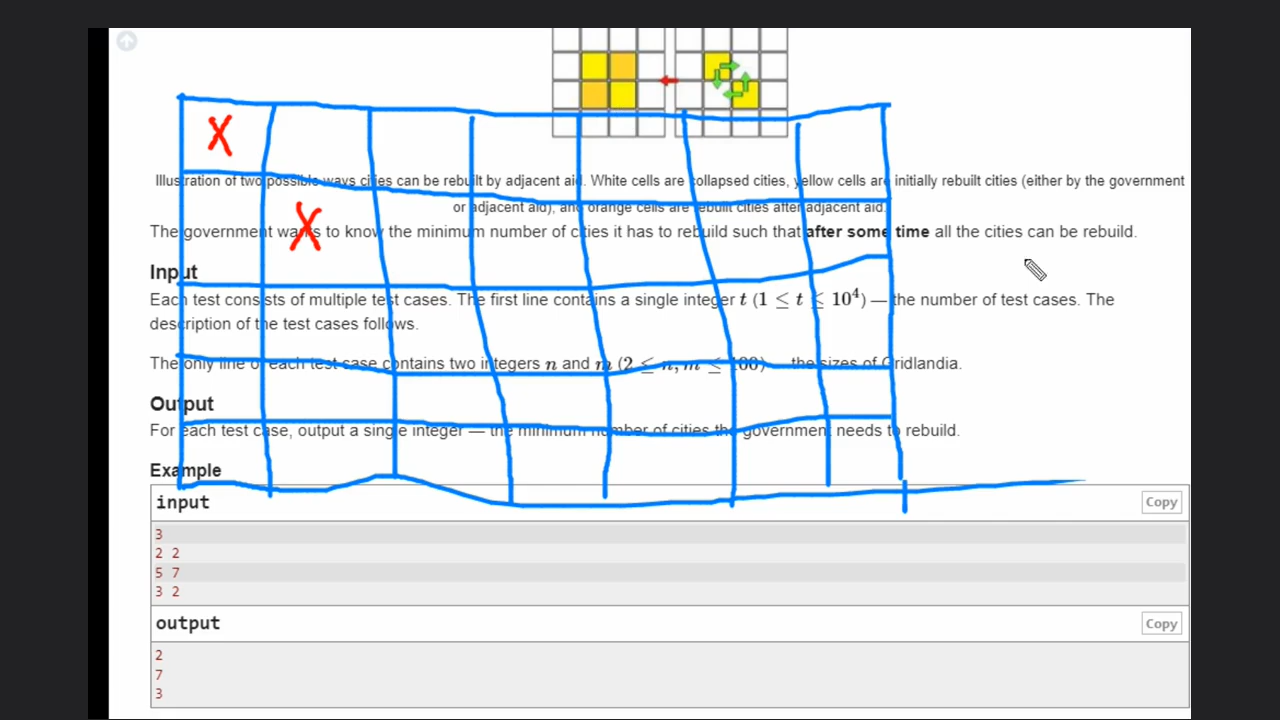 X
Illustration of two possible ways cities can be rebuilt by adjacent aid. White cells are collapsed cities, yellow cells are initially rebuilt cities (either by the government
or adjacent aid), and orange cells are rebuilt cities after adjacent aid.
X
The government wants to know the minimum number of cities it has to rebuild such that after some time all the cities can be rebuild.
Input
Each test consists of multiple test cases. The first line contains a single integer t (1 ≤ t ≤ 10⁴) — the number of test cases. The
description of the test cases follows.
The only line of each test case contains two integers n and m (2 ≤ n, m ≤ 100) — the sizes of Gridlandia.
Output
For each test case, output a single integer — the minimum number of cities the government needs to rebuild.
Example
input
Copy
3
2 2
5 7
3 2
output
Copy
2
7
3